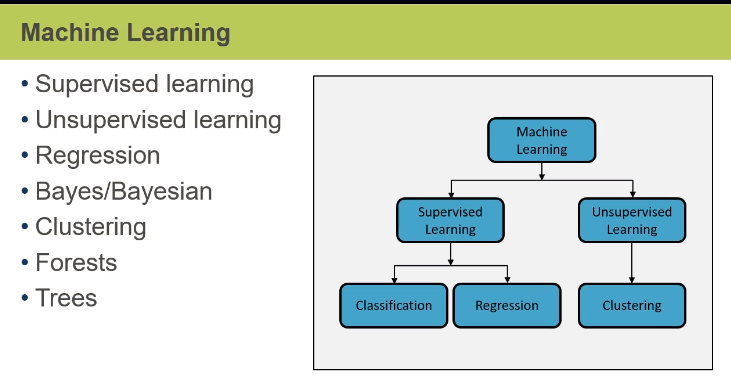 Machine Learning
• Supervised learning
• Unsupervised learning
• Regression
• Bayes/Bayesian
• Clustering
• Forests
• Trees
Machine
Learning
Supervised
Learning
Unsupervised
Learning
Classification
Regression
Clustering